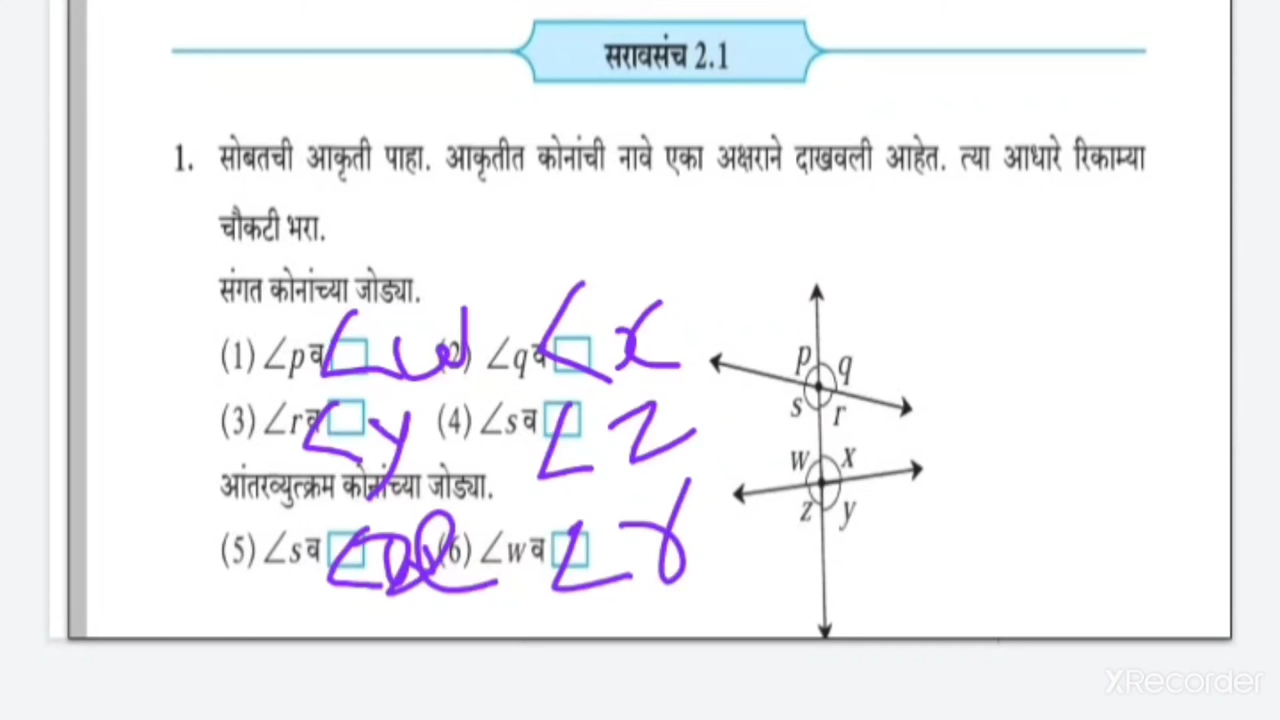 सरावसंच 2.1
1. सोबतची आकृती पाहा. आकृतीत कोनांची नावे एका अक्षराने दाखवली आहेत. त्या आधारे रिकाम्या
चौकटी भरा.
संगत कोनांच्या जोड्या.
(1) ∠p व ∠w (2) ∠q व ∠x
(3) ∠r व ∠y (4) ∠s व ∠z
आंतरव्युत्क्रम कोनांच्या जोड्या.
(5) ∠s व ∠x (6) ∠w व ∠r
p q
s r
w x
z y
XRecorder